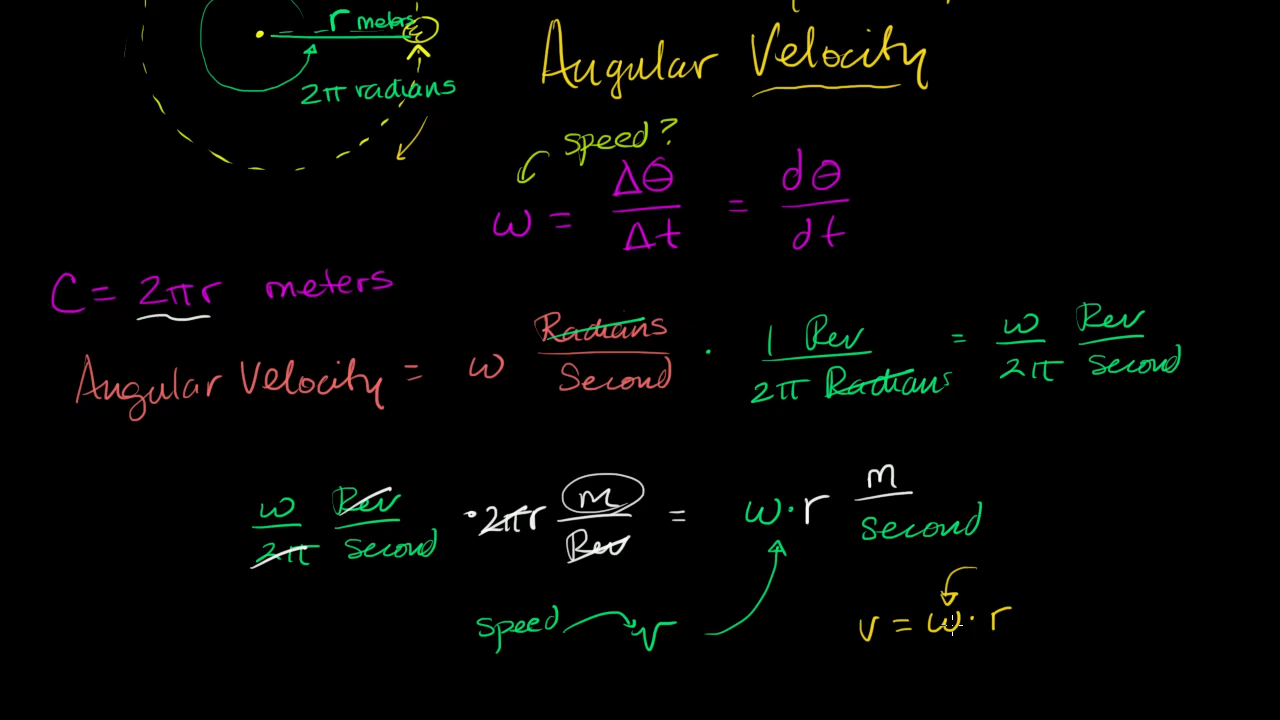 r meters
2π radians
Angular Velocity
speed?
ω = Δθ/Δt = dθ/dt
C = 2πr meters
Angular Velocity = ω Radians/Second · 1 Rev/2π Radians = ω/2π Rev/Second
ω/2π Rev/Second · 2πr m/Rev = ω·r m/Second
speed v
v = ω·r